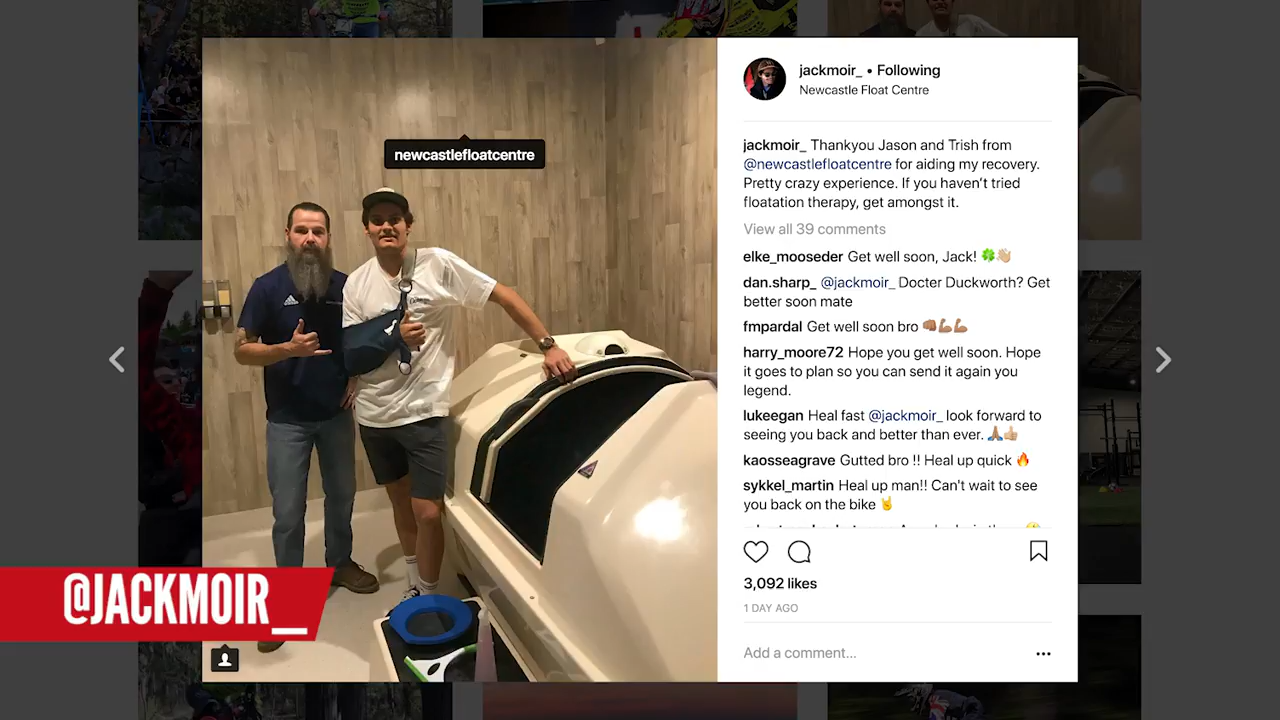 jackmoir_ • Following
Newcastle Float Centre
newcastlefloatcentre
jackmoir_ Thankyou Jason and Trish from
@newcastlefloatcentre for aiding my recovery.
Pretty crazy experience. If you haven't tried
floatation therapy, get amongst it.
View all 39 comments
elke_mooseder Get well soon, Jack! 🍀👋🏼
dan.sharp_ @jackmoir_ Docter Duckworth? Get
better soon mate
fmpardal Get well soon bro 👊🏽💪🏽💪🏽
harry_moore72 Hope you get well soon. Hope
it goes to plan so you can send it again you
legend.
lukeegan Heal fast @jackmoir_ look forward to
seeing you back and better than ever. 🙏🏽👍🏼
kaosseagrave Gutted bro !! Heal up quick 🔥
sykkel_martin Heal up man!! Can't wait to see
you back on the bike 🤘
3,092 likes
1 DAY AGO
Add a comment...
@JACKMOIR_